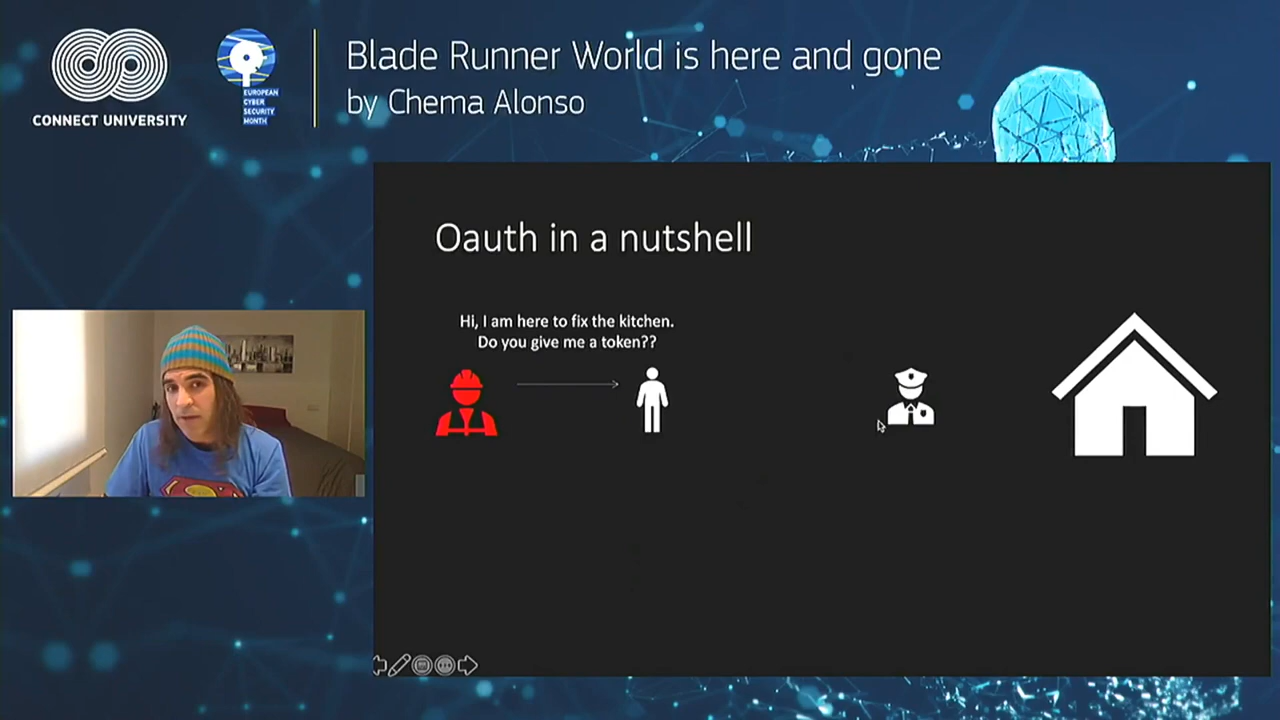 CONNECT UNIVERSITY
EUROPEAN
CYBER
SECURITY
MONTH
Blade Runner World is here and gone
by Chema Alonso
Oauth in a nutshell
Hi, I am here to fix the kitchen.
Do you give me a token??